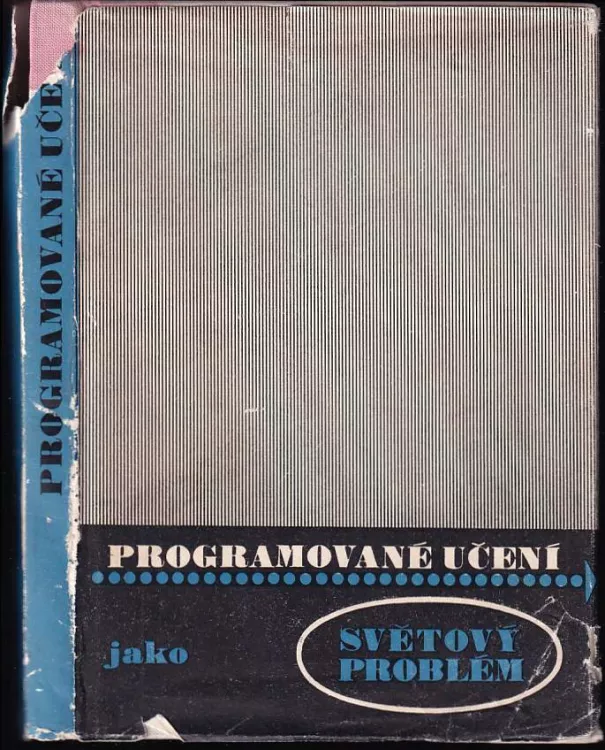 PROGRAMOVANÉ UČE
PROGRAMOVANÉ UČENÍ
jako
SVĚTOVÝ
PROBLÉM